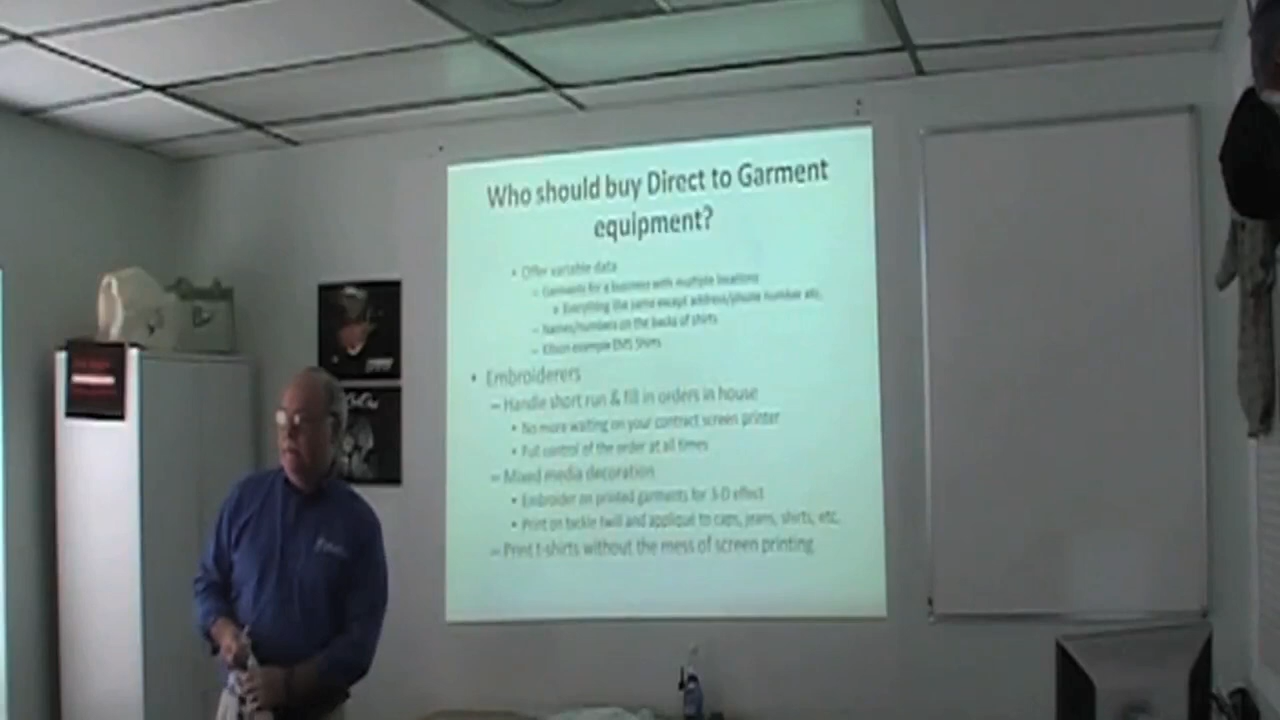 Who should buy Direct to Garment
equipment?
• Offer variable data
– Garments for a business with multiple locations
• Everything the same except address/phone number etc.
– Names/numbers on the backs of shirts
– example EMS Shirts
• Embroiderers
– Handle short run & fill in orders in house
• No more waiting on your contract screen printer
• Full control of the order at all times
– Mixed media decoration
• Embroider on printed garments for 3-D effect
• Print on tackle twill and appliqué to caps, jeans, shirts, etc.
– Print t-shirts without the mess of screen printing